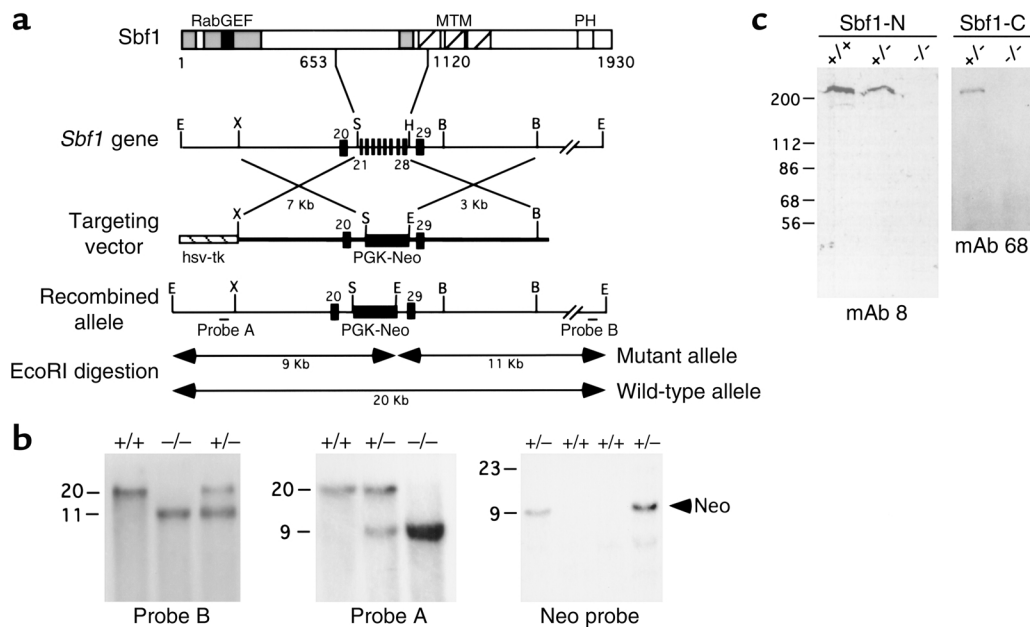 a
RabGEF MTM PH
Sbf1
1 653 1120 1930
E X 20 S H 29 B B E
Sbf1 gene
21 28
7 Kb 3 Kb
X 20 S E 29 B
Targeting vector
hsv-tk PGK-Neo
E X 20 S E 29 B B E
Recombined allele
Probe A PGK-Neo Probe B
EcoRI digestion
9 Kb 11 Kb Mutant allele
20 Kb Wild-type allele
b
+/+ –/– +/–
20
11
Probe B
+/+ +/– –/–
20
9
Probe A
+/– +/+ +/+ +/–
23
9
Neo
Neo probe
c
Sbf1-N Sbf1-C
+/+ +/- -/- +/- -/-
200
112
86
68
56
mAb 8
mAb 68